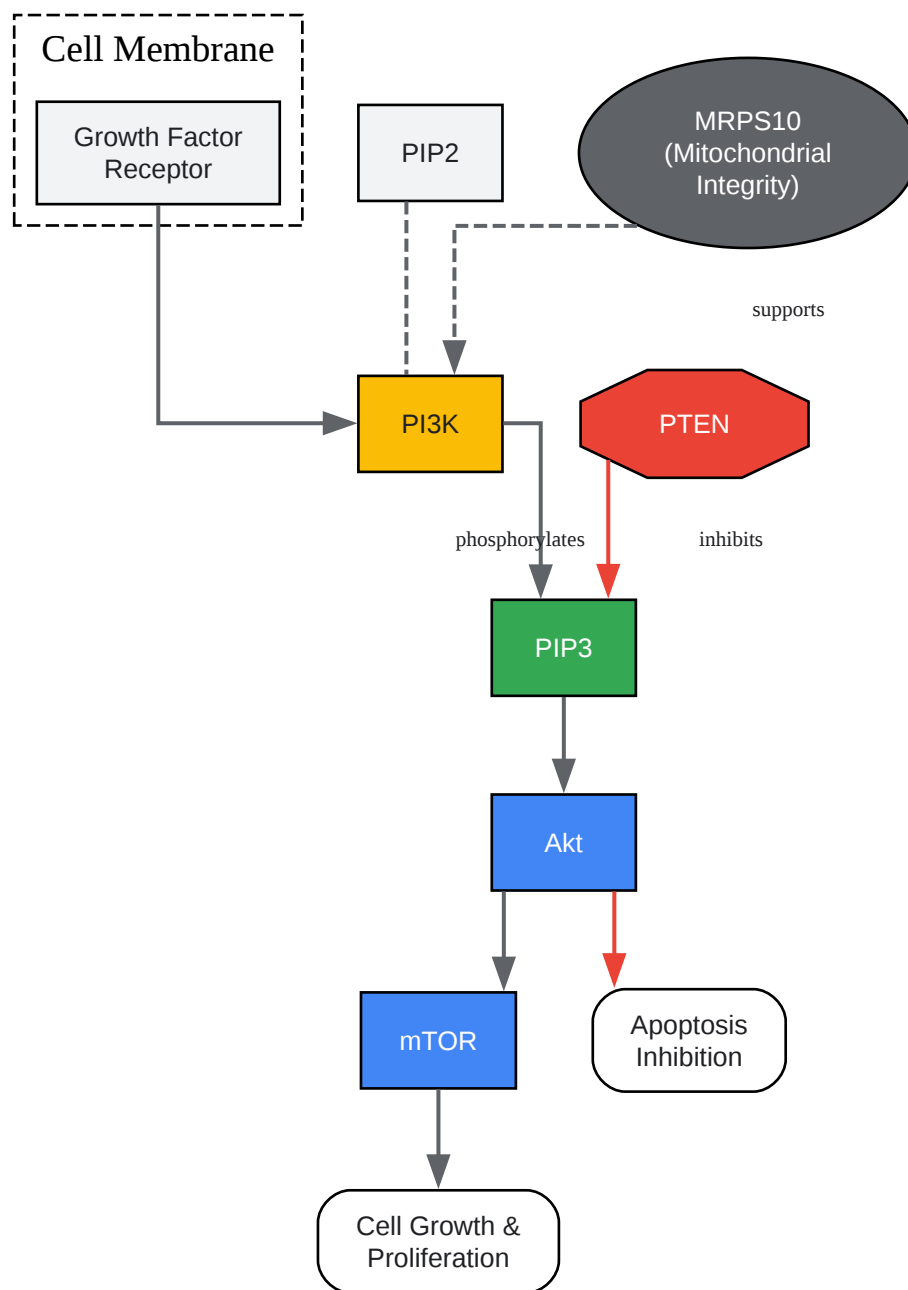 Cell Membrane
Growth Factor
Receptor
PIP2
MRPS10
(Mitochondrial
Integrity)
supports
PI3K
PTEN
phosphorylates
inhibits
PIP3
Akt
mTOR
Apoptosis
Inhibition
Cell Growth &
Proliferation